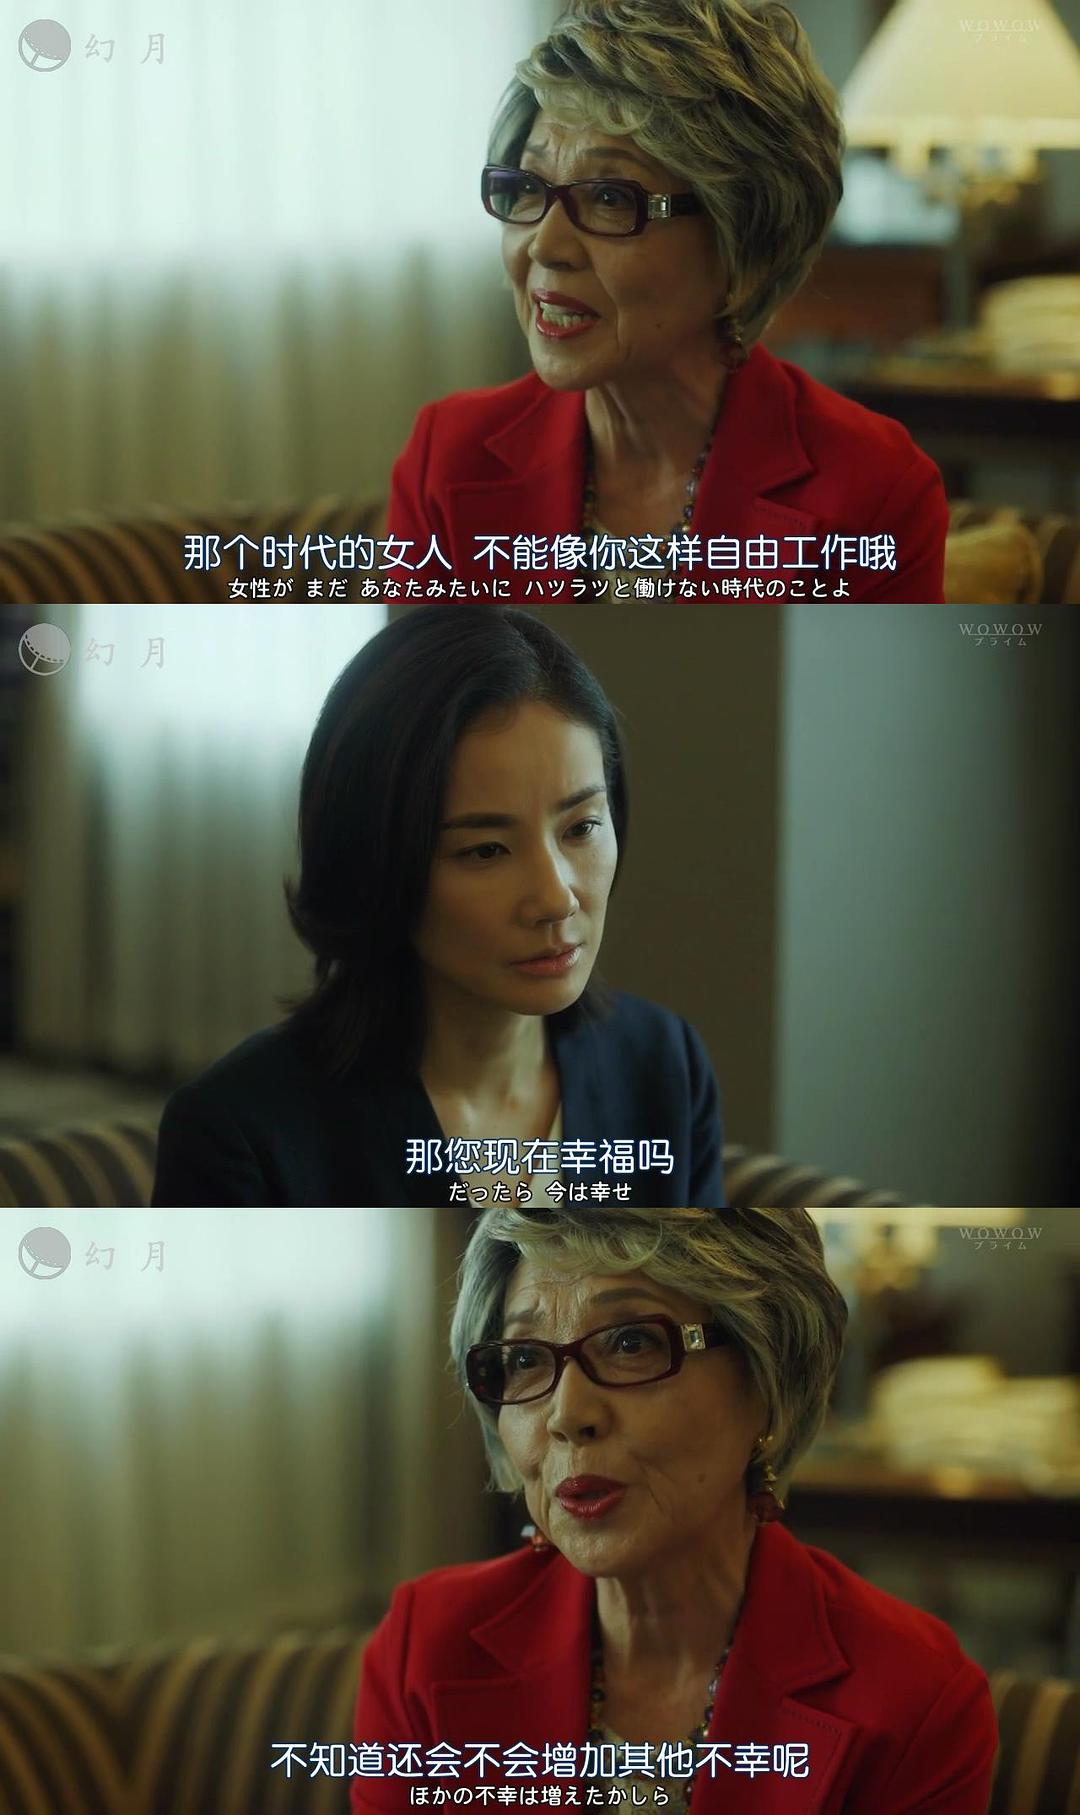 幻月
WOWOW
プライム
那个时代的女人 不能像你这样自由工作哦
女性が まだ あなたみたいに ハツラツと働けない時代のことよ
幻月
WOWOW
プライム
那您现在幸福吗
だったら 今は幸せ
幻月
WOWOW
プライム
不知道还会不会增加其他不幸呢
ほかの不幸は増えたかしら